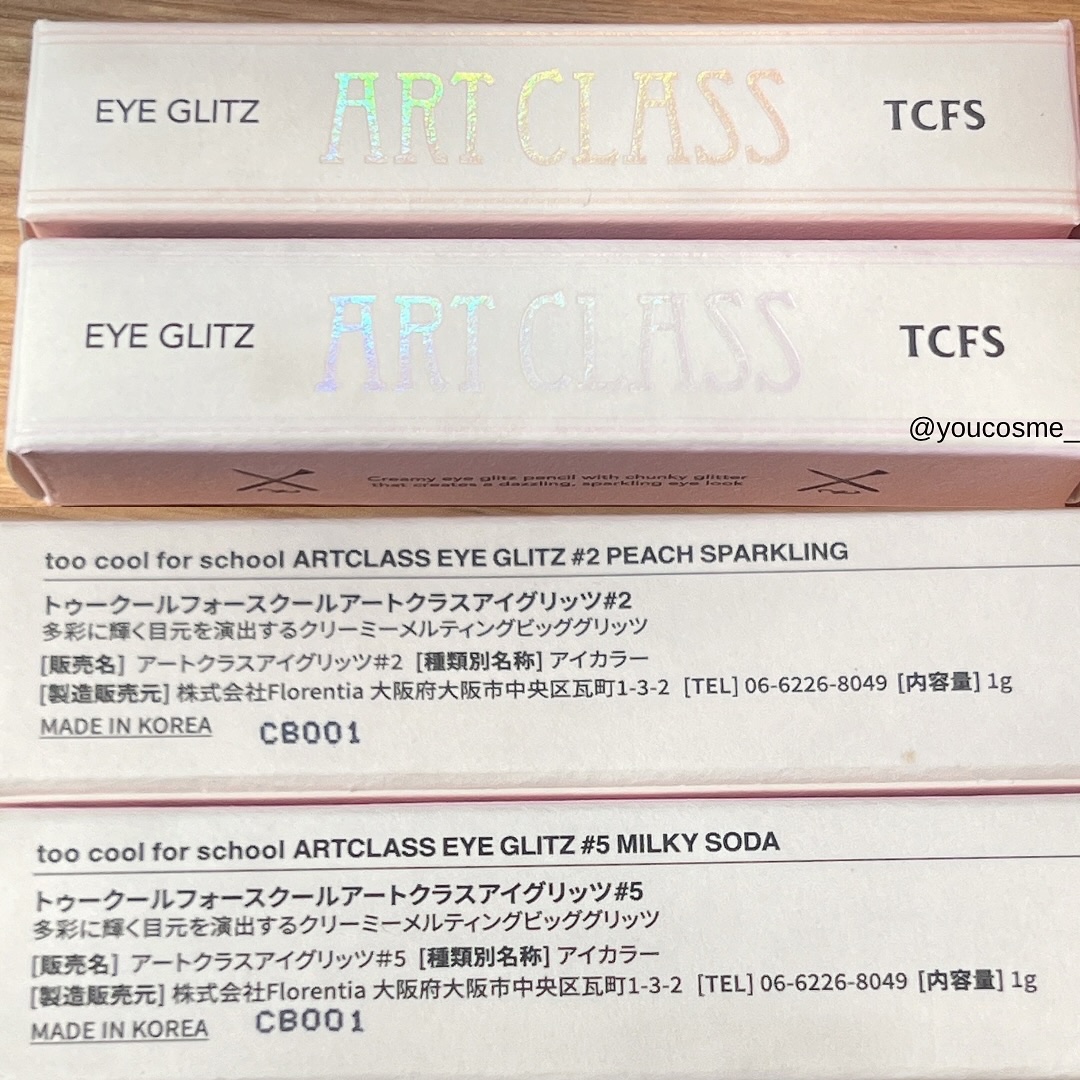 EYE GLITZ ART CLASS TCFS
EYE GLITZ ART CLASS TCFS
@youcosme_
Creamy eye glitz pencil with chunky glitter
that creates a dazzling, sparkling eye look
too cool for school ARTCLASS EYE GLITZ #2 PEACH SPARKLING
トゥークールフォースクールアートクラスアイグリッツ#2
多彩に輝く目元を演出するクリーミーメルティングビッググリッツ
[販売名] アートクラスアイグリッツ#2 [種類別名称] アイカラー
[製造販売元] 株式会社Florentia 大阪府大阪市中央区瓦町1-3-2 [TEL] 06-6226-8049 [内容量] 1g
MADE IN KOREA CB001
too cool for school ARTCLASS EYE GLITZ #5 MILKY SODA
トゥークールフォースクールアートクラスアイグリッツ#5
多彩に輝く目元を演出するクリーミーメルティングビッググリッツ
[販売名] アートクラスアイグリッツ#5 [種類別名称] アイカラー
[製造販売元] 株式会社Florentia 大阪府大阪市中央区瓦町1-3-2 [TEL] 06-6226-8049 [内容量] 1g
MADE IN KOREA CB001